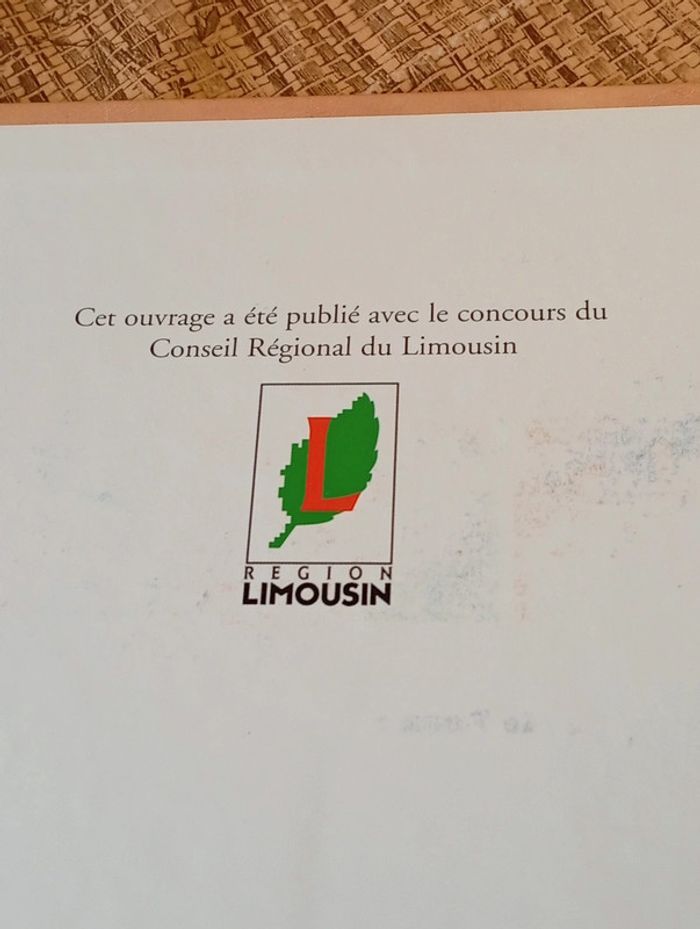 Cet ouvrage a été publié avec le concours du
Conseil Régional du Limousin
L
REGION
LIMOUSIN